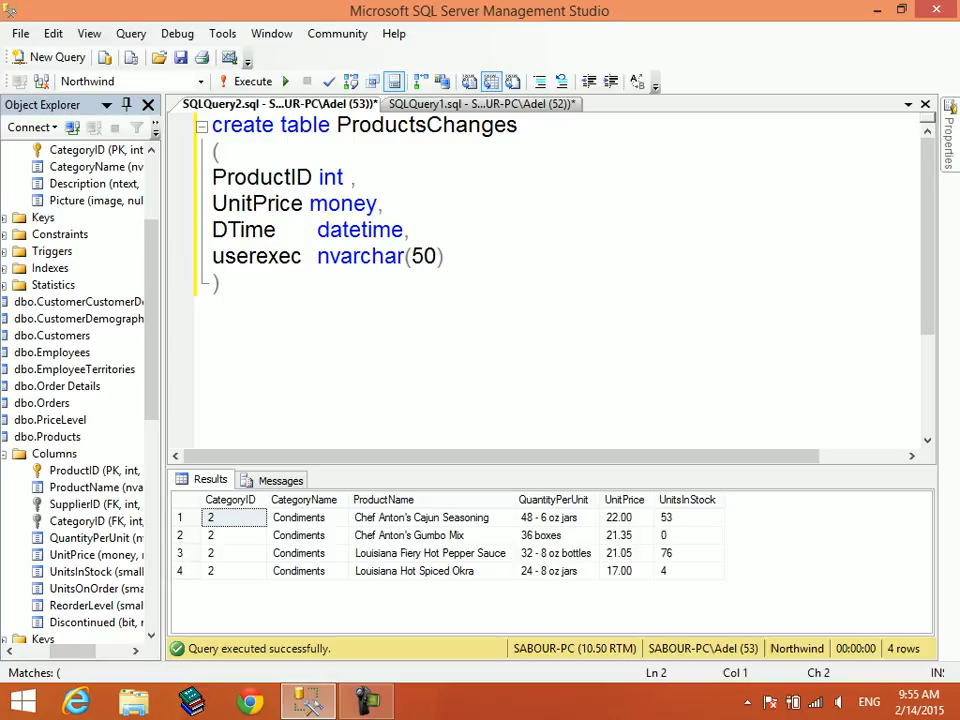 Microsoft SQL Server Management Studio
File Edit View Query Debug Tools Window Community Help
New Query
Northwind Execute
Object Explorer
SQLQuery2.sql - S...UR-PC\Adel (53))* SQLQuery1.sql - S...UR-PC\Adel (52))*
Connect
CategoryID (PK, int
CategoryName (nv
Description (ntext,
Picture (image, nul
Keys
Constraints
Triggers
Indexes
Statistics
dbo.CustomerCustomerD
dbo.CustomerDemograph
dbo.Customers
dbo.Employees
dbo.EmployeeTerritories
dbo.Order Details
dbo.Orders
dbo.PriceLevel
dbo.Products
Columns
ProductID (PK, int,
ProductName (nva
SupplierID (FK, int
CategoryID (FK, int
QuantityPerUnit (n
UnitPrice (money,
UnitsInStock (small
UnitsOnOrder (sma
ReorderLevel (smal
Discontinued (bit, r
Keys
create table ProductsChanges
(
ProductID int ,
UnitPrice money,
DTime datetime,
userexec nvarchar(50)
)
Properties
Results Messages
CategoryID CategoryName ProductName QuantityPerUnit UnitPrice UnitsInStock
1 2 Condiments Chef Anton's Cajun Seasoning 48 - 6 oz jars 22.00 53
2 2 Condiments Chef Anton's Gumbo Mix 36 boxes 21.35 0
3 2 Condiments Louisiana Fiery Hot Pepper Sauce 32 - 8 oz bottles 21.05 76
4 2 Condiments Louisiana Hot Spiced Okra 24 - 8 oz jars 17.00 4
Query executed successfully. SABOUR-PC (10.50 RTM) SABOUR-PC\Adel (53) Northwind 00:00:00 4 rows
Matches: ( Ln 2 Col 1 Ch 2 INS
ENG
9:55 AM
2/14/2015